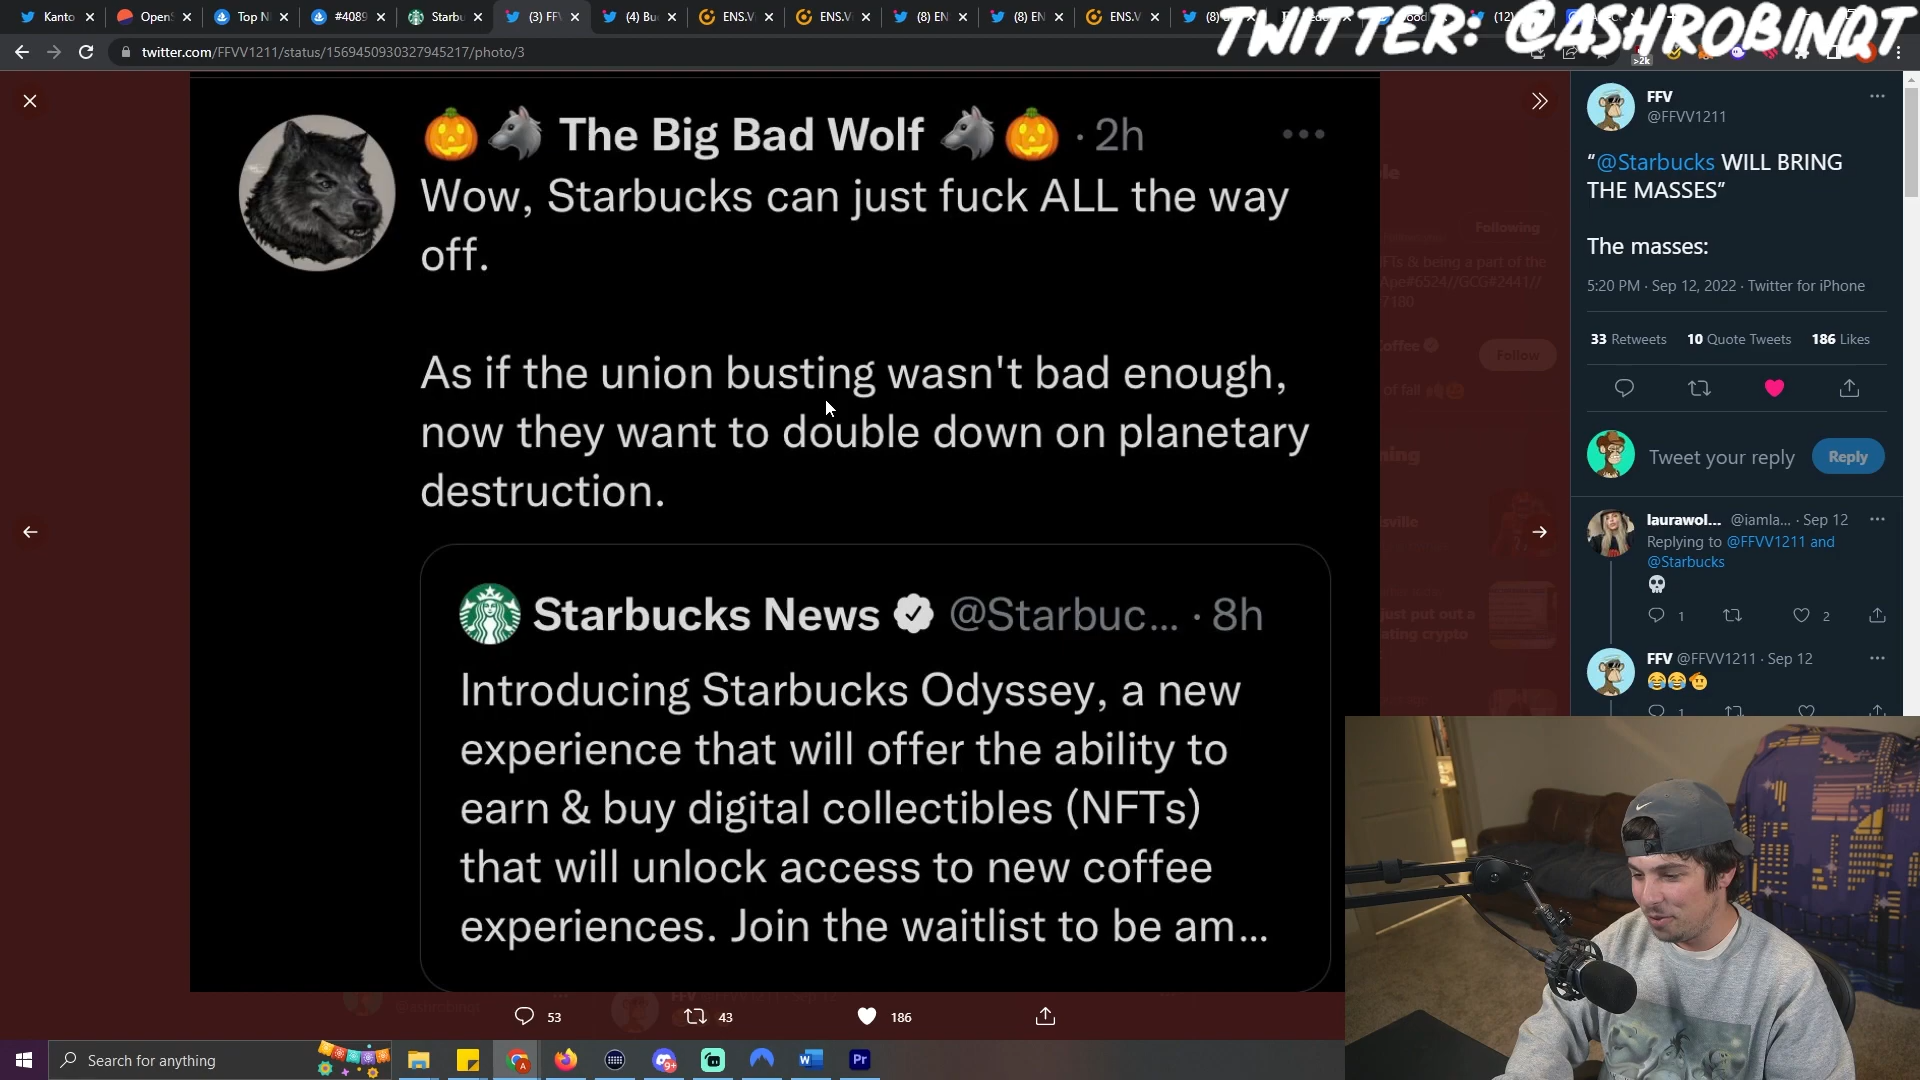 Kanto
OpenS
Top N
#4089
Starbu
(3) FF
(4) Bu
ENS.V
ENS.V
(8) EN
(8) EN
ENS.V
(8)
(12)
TWITTER: @ASHROBINQT
twitter.com/FFVV1211/status/1569450930327945217/photo/3
>2k
The Big Bad Wolf · 2h
Wow, Starbucks can just fuck ALL the way
off.
As if the union busting wasn't bad enough,
now they want to double down on planetary
destruction.
Starbucks News @Starbuc... · 8h
Introducing Starbucks Odyssey, a new
experience that will offer the ability to
earn & buy digital collectibles (NFTs)
that will unlock access to new coffee
experiences. Join the waitlist to be am...
53
43
186
Following
Follow
FFV
@FFVV1211
“@Starbucks WILL BRING
THE MASSES”
The masses:
5:20 PM · Sep 12, 2022 · Twitter for iPhone
33 Retweets 10 Quote Tweets 186 Likes
Tweet your reply
Reply
laurawol... @iamla... · Sep 12
Replying to @FFVV1211 and
@Starbucks
1
2
FFV @FFVV1211 · Sep 12
1
Search for anything
9+
Pr